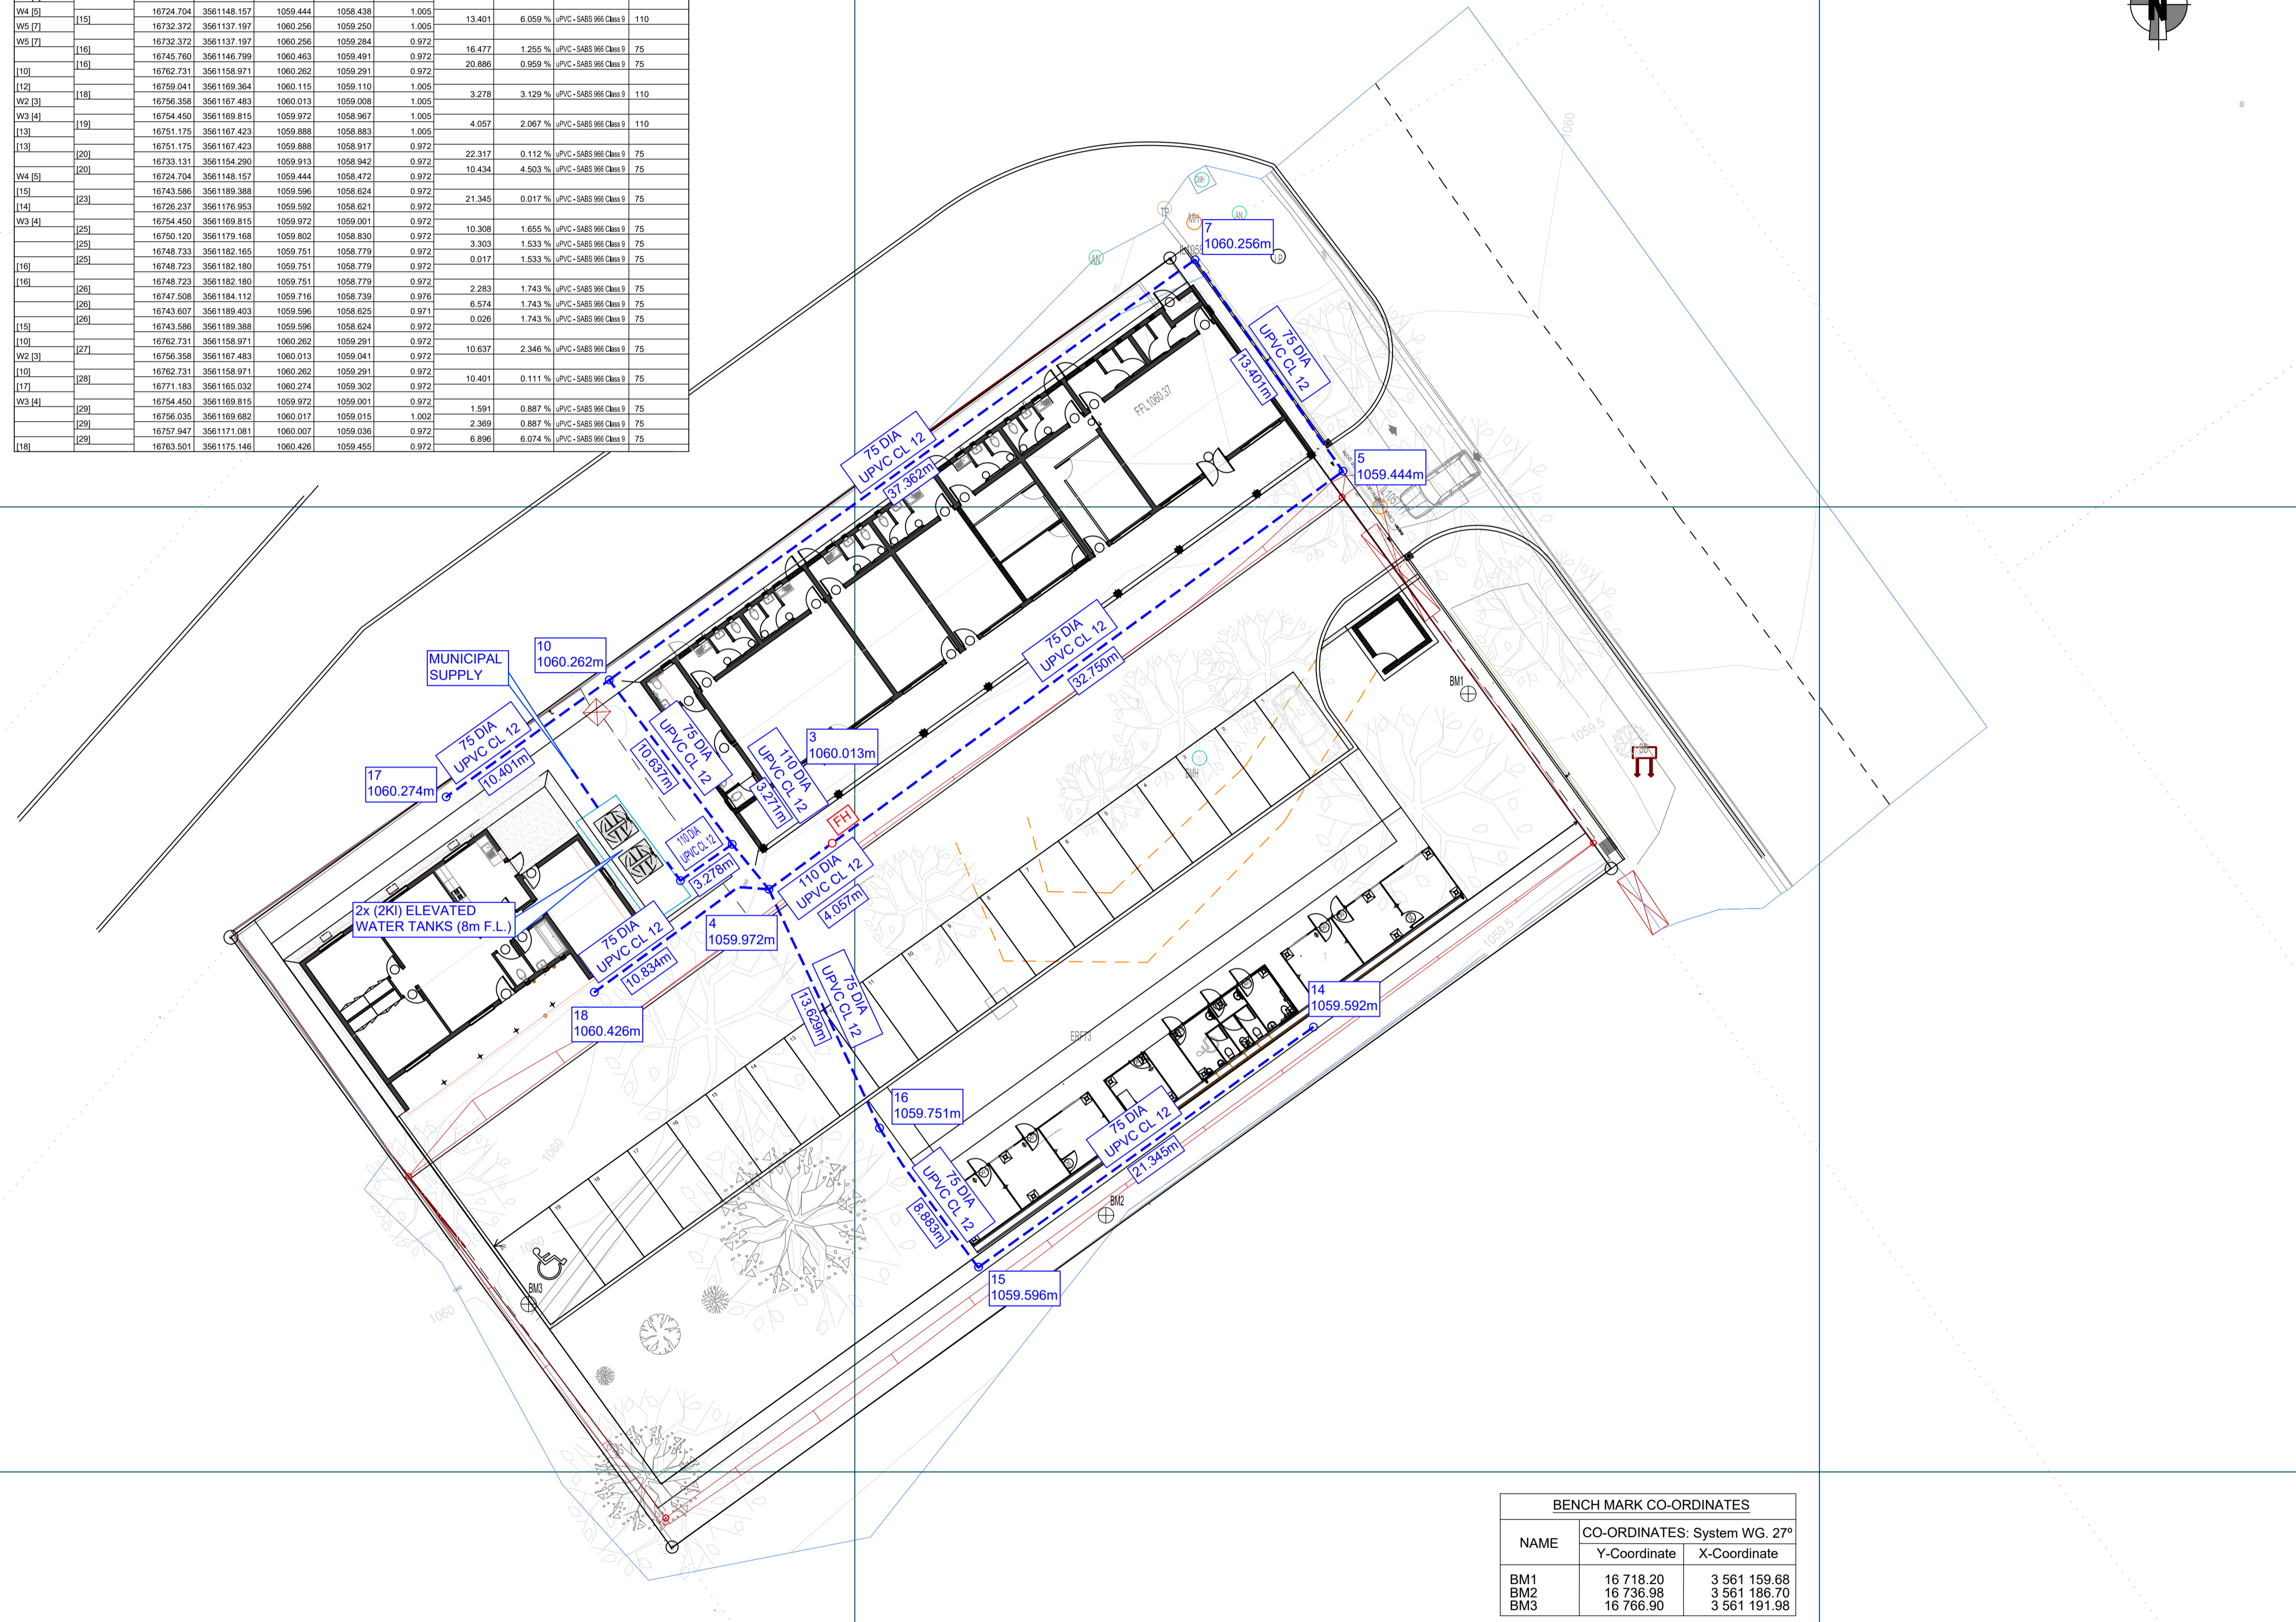 W4 [5] 16724.704 3561148.157 1059.444 1058.438 1.005
[15] 13.401 6.059 % uPVC - SABS 966 Class 9 110
W5 [7] 16732.372 3561137.197 1060.256 1059.250 1.005
W5 [7] 16732.372 3561137.197 1060.256 1059.284 0.972
[16] 16.477 1.255 % uPVC - SABS 966 Class 9 75
16745.760 3561146.799 1060.463 1059.491 0.972
[16] 20.886 0.959 % uPVC - SABS 966 Class 9 75
[10] 16762.731 3561158.971 1060.262 1059.291 0.972
[12] 16759.041 3561169.364 1060.115 1059.110 1.005
[18] 3.278 3.129 % uPVC - SABS 966 Class 9 110
W2 [3] 16756.358 3561167.483 1060.013 1059.008 1.005
W3 [4] 16754.450 3561169.815 1059.972 1058.967 1.005
[19] 4.057 2.067 % uPVC - SABS 966 Class 9 110
[13] 16751.175 3561167.423 1059.888 1058.883 1.005
[13] 16751.175 3561167.423 1059.888 1058.917 0.972
[20] 22.317 0.112 % uPVC - SABS 966 Class 9 75
16733.131 3561154.290 1059.913 1058.942 0.972
[20] 10.434 4.503 % uPVC - SABS 966 Class 9 75
W4 [5] 16724.704 3561148.157 1059.444 1058.472 0.972
[15] 16743.586 3561189.388 1059.596 1058.624 0.972
[23] 21.345 0.017 % uPVC - SABS 966 Class 9 75
[14] 16726.237 3561176.953 1059.592 1058.621 0.972
W3 [4] 16754.450 3561169.815 1059.972 1059.001 0.972
[25] 10.308 1.655 % uPVC - SABS 966 Class 9 75
16750.120 3561179.168 1059.802 1058.830 0.972
[25] 3.303 1.533 % uPVC - SABS 966 Class 9 75
16748.733 3561182.165 1059.751 1058.779 0.972
[25] 0.017 1.533 % uPVC - SABS 966 Class 9 75
[16] 16748.723 3561182.180 1059.751 1058.779 0.972
[16] 16748.723 3561182.180 1059.751 1058.779 0.972
[26] 2.283 1.743 % uPVC - SABS 966 Class 9 75
16747.508 3561184.112 1059.716 1058.739 0.976
[26] 6.574 1.743 % uPVC - SABS 966 Class 9 75
16743.607 3561189.403 1059.596 1058.625 0.971
[26] 0.026 1.743 % uPVC - SABS 966 Class 9 75
[15] 16743.586 3561189.388 1059.596 1058.624 0.972
[10] 16762.731 3561158.971 1060.262 1059.291 0.972
[27] 10.637 2.346 % uPVC - SABS 966 Class 9 75
W2 [3] 16756.358 3561167.483 1060.013 1059.041 0.972
[10] 16762.731 3561158.971 1060.262 1059.291 0.972
[28] 10.401 0.111 % uPVC - SABS 966 Class 9 75
[17] 16771.183 3561165.032 1060.274 1059.302 0.972
W3 [4] 16754.450 3561169.815 1059.972 1059.001 0.972
[29] 1.591 0.887 % uPVC - SABS 966 Class 9 75
16756.035 3561169.682 1060.017 1059.015 1.002
[29] 2.369 0.887 % uPVC - SABS 966 Class 9 75
16757.947 3561171.081 1060.007 1059.036 0.972
[29] 6.896 6.074 % uPVC - SABS 966 Class 9 75
[18] 16763.501 3561175.146 1060.426 1059.455 0.972
N
1060
DMH
TP
MH
AN
AN
LP
7
1060.256m
75 DIA
UPVC CL 12
13.401m
FFL1060.37
75 DIA
UPVC CL 12
37.362m
5
1059.444m
75 DIA
UPVC CL 12
32.750m
10
1060.262m
MUNICIPAL
SUPPLY
75 DIA
UPVC CL 12
10.401m
17
1060.274m
75 DIA
UPVC CL 12
10.637m
110 DIA
UPVC CL 12
3.271m
3
1060.013m
FH
110 DIA
UPVC CL 12
3.278m
110 DIA
UPVC CL 12
4.057m
2x (2Kl) ELEVATED
WATER TANKS (8m F.L.)
4
1059.972m
75 DIA
UPVC CL 12
10.834m
18
1060.426m
75 DIA
UPVC CL 12
13.629m
BM1
1059.5
DMH
1059.5
14
1059.592m
ERF73
16
1059.751m
75 DIA
UPVC CL 12
21.345m
75 DIA
UPVC CL 12
8.883m
BM2
15
1059.596m
1060
1060
BM3
1060
BENCH MARK CO-ORDINATES
NAME
CO-ORDINATES: System WG. 27º
Y-Coordinate X-Coordinate
BM1 16 718.20 3 561 159.68
BM2 16 736.98 3 561 186.70
BM3 16 766.90 3 561 191.98